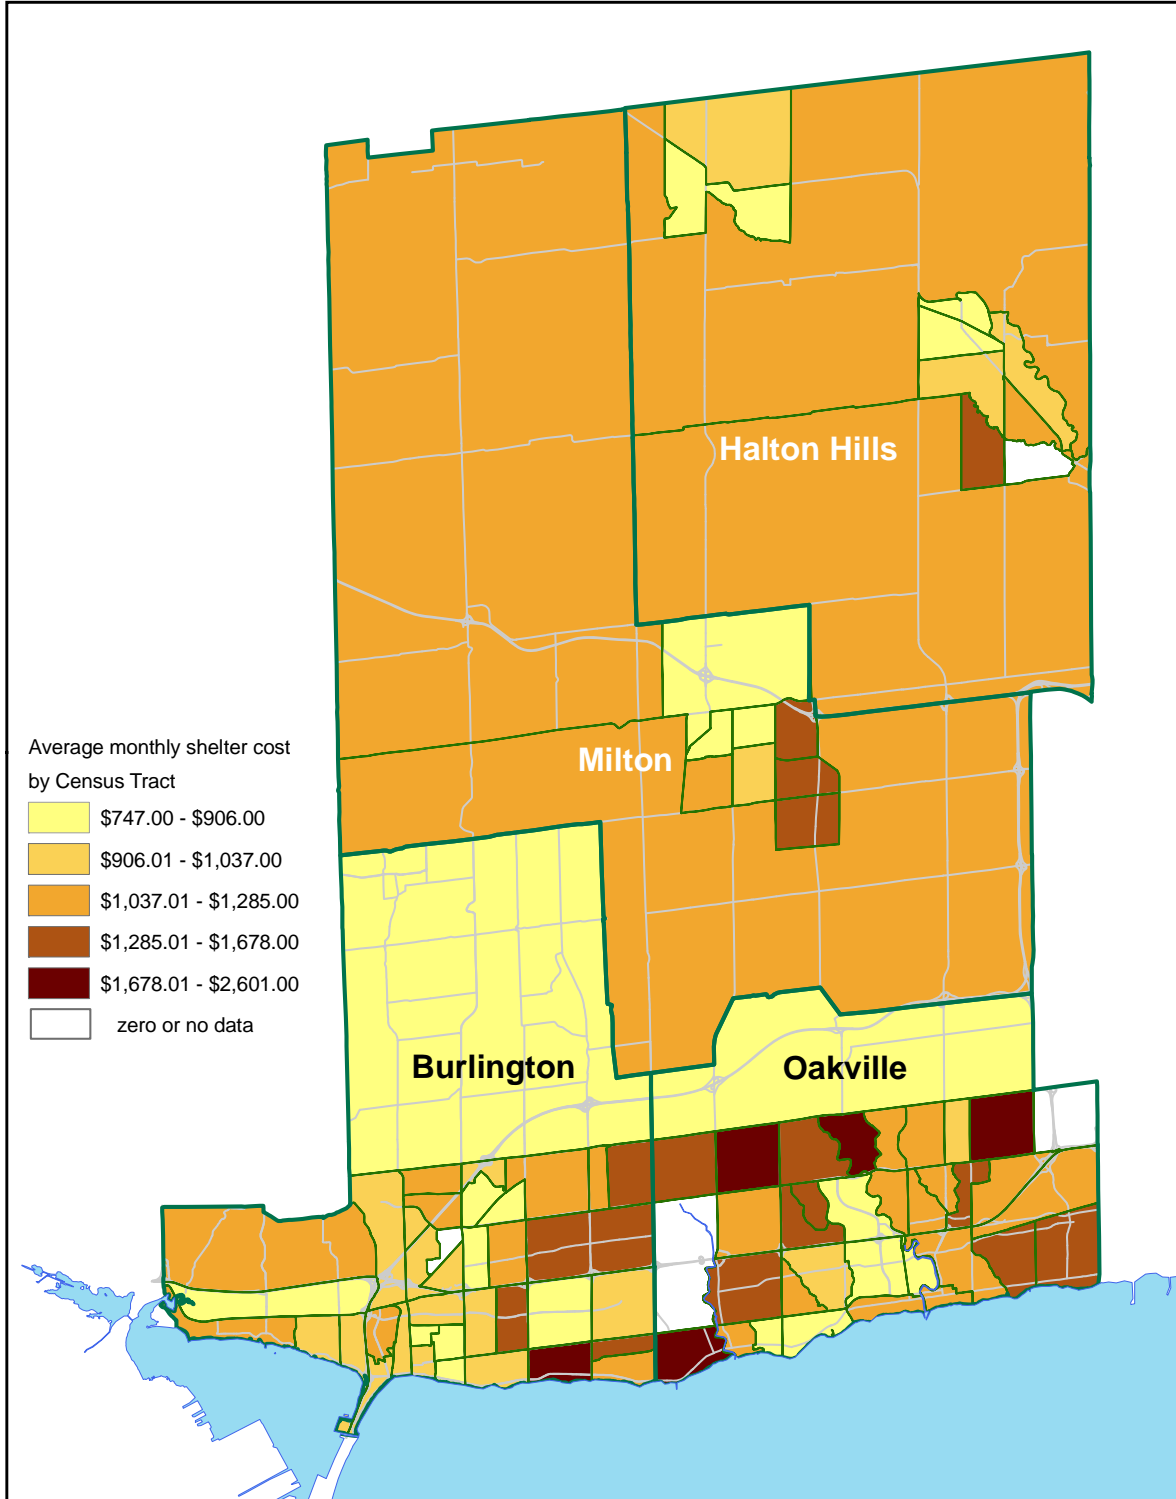 Halton Hills
Average monthly shelter cost
by Census Tract
$747.00 - $906.00
$906.01 - $1,037.00
$1,037.01 - $1,285.00
$1,285.01 - $1,678.00
$1,678.01 - $2,601.00
zero or no data
Milton
Burlington
Oakville